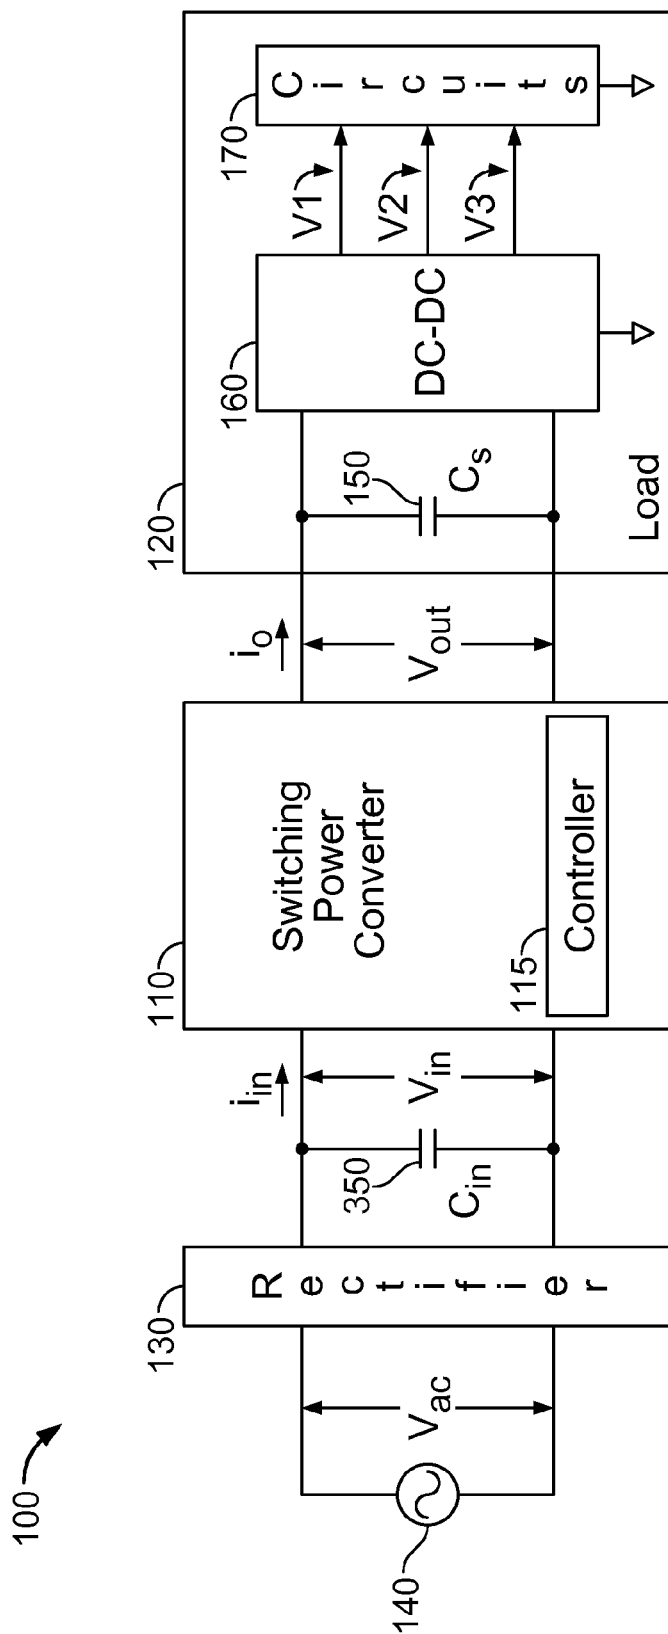 100
140
V_ac
130
Rectifier
350
C_in
i_in
V_in
110
Switching
Power
Converter
115
Controller
i_o
V_out
120
Load
150
C_s
160
DC-DC
V1
V2
V3
170
Circuits